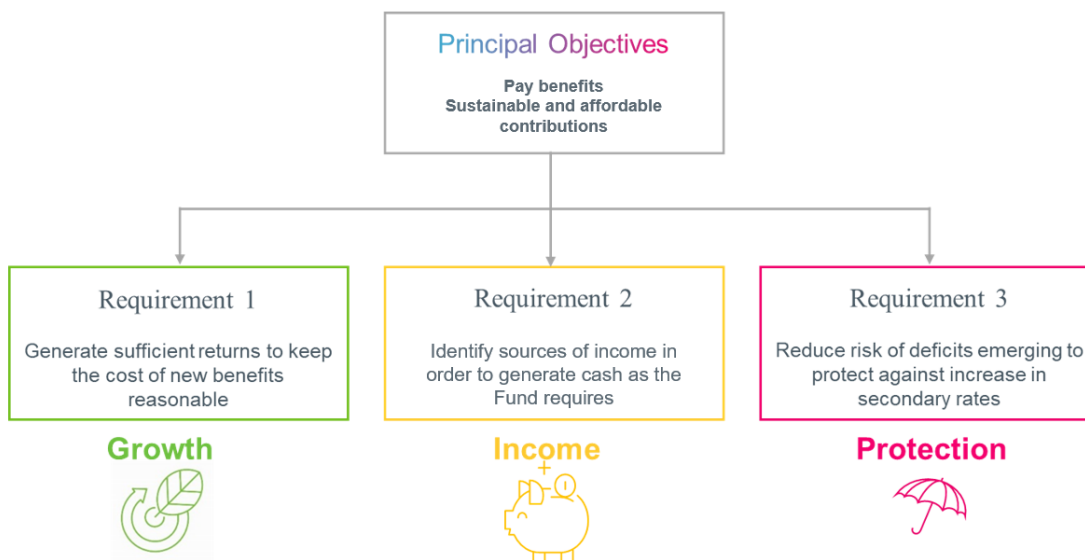 Principal Objectives
Pay benefits
Sustainable and affordable
contributions
Requirement 1
Generate sufficient returns to keep
the cost of new benefits
reasonable
Growth
Requirement 2
Identify sources of income in
order to generate cash as the
Fund requires
Income
Requirement 3
Reduce risk of deficits emerging to
protect against increase in
secondary rates
Protection